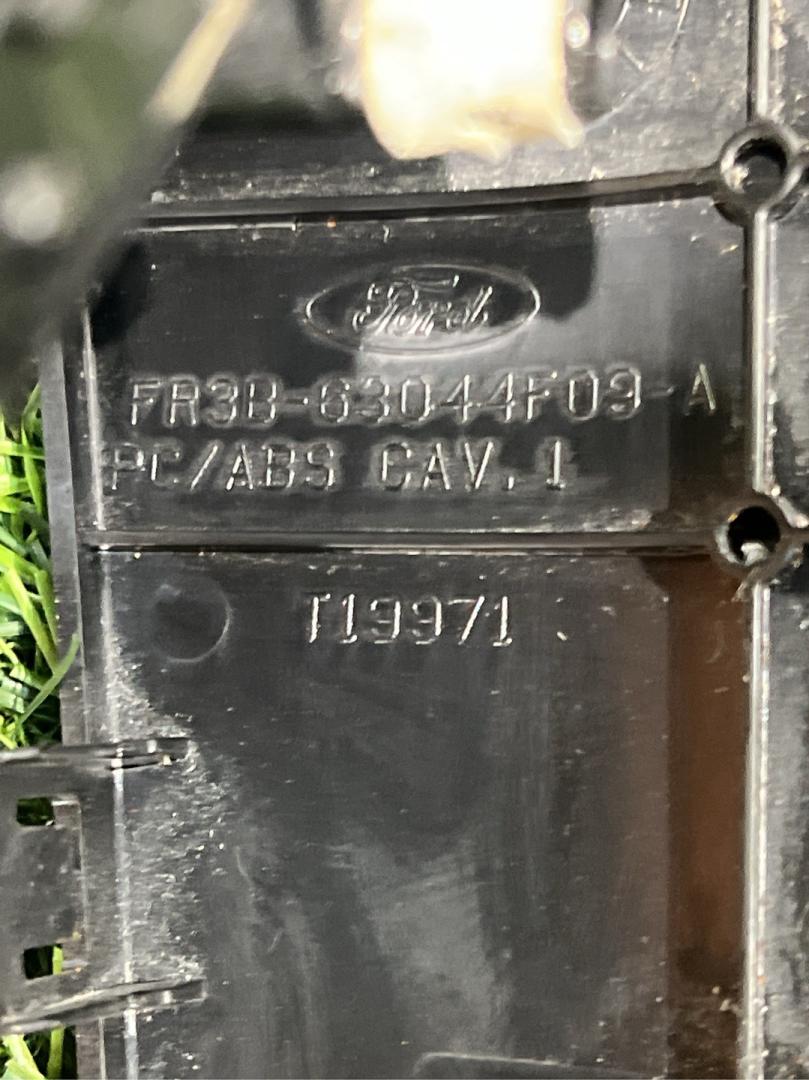 Ford
FR3B-63044F09-A
PC/ABS CAV. 1
T19971